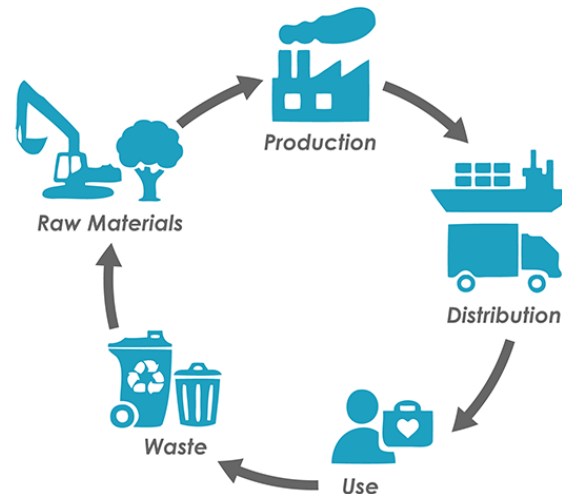 Production
Raw Materials
Distribution
Waste
Use